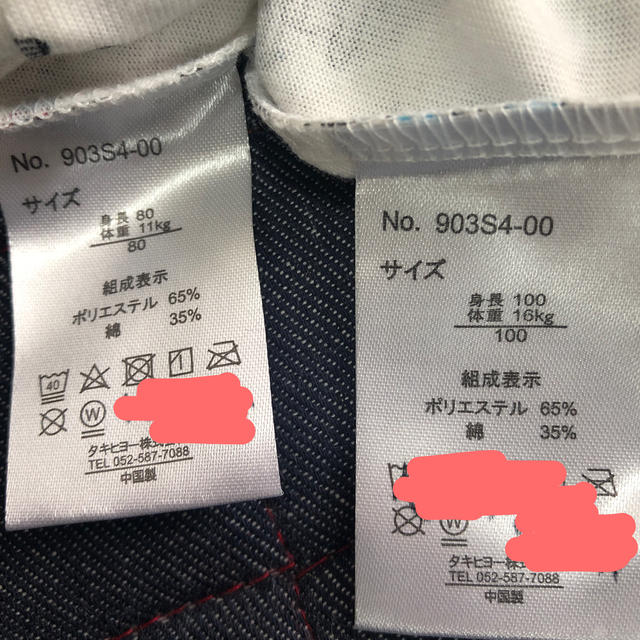 No. 903S4-00
サイズ
身長 80
体重 11kg
80
組成表示
ポリエステル 65%
綿 35%
40
W
タキヒヨー株式
TEL 052-587-7088
中国製
No. 903S4-00
サイズ
身長 100
体重 16kg
100
組成表示
ポリエステル 65%
綿 35%
W
タキヒヨー株式
TEL 052-587-7088
中国製